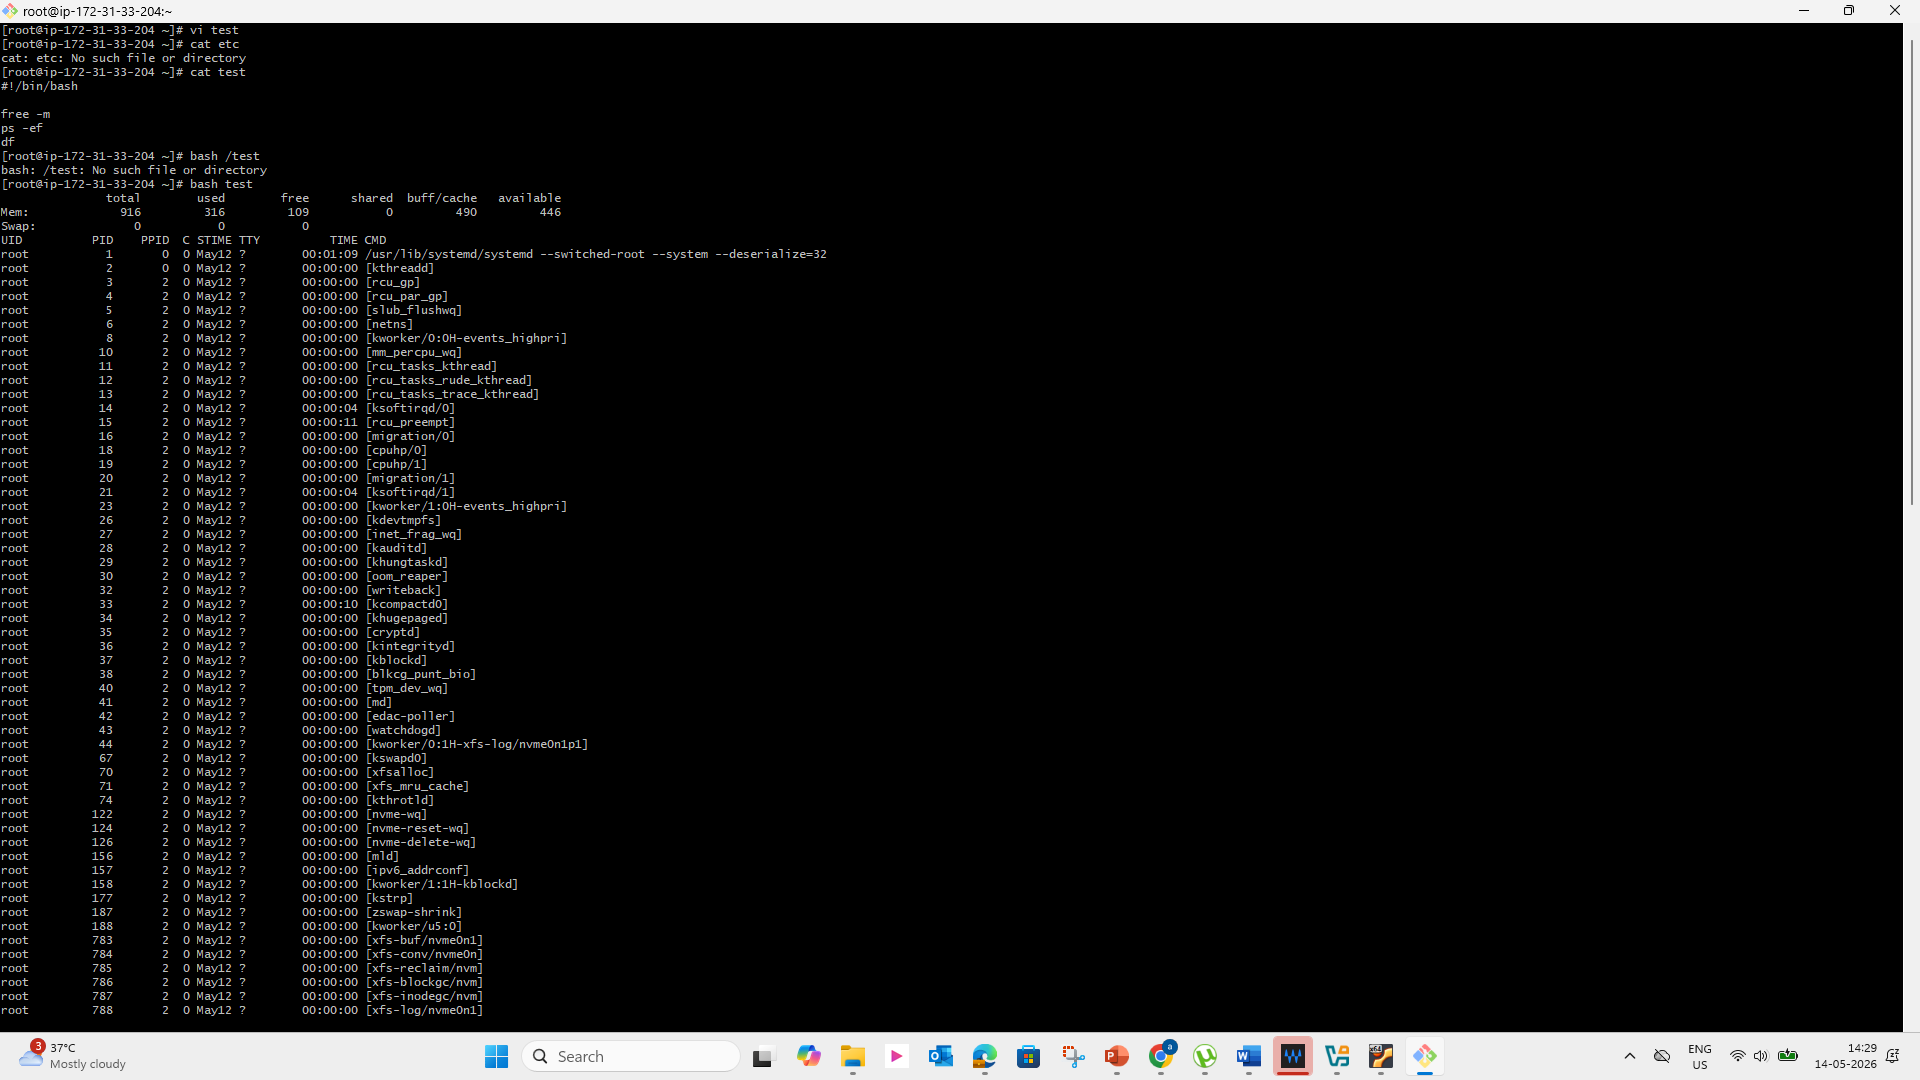 root@ip-172-31-33-204:~
[root@ip-172-31-33-204 ~]# vi test
[root@ip-172-31-33-204 ~]# cat etc
cat: etc: No such file or directory
[root@ip-172-31-33-204 ~]# cat test
#!/bin/bash

free -m
ps -ef
df
[root@ip-172-31-33-204 ~]# bash /test
bash: /test: No such file or directory
[root@ip-172-31-33-204 ~]# bash test
               total        used        free      shared  buff/cache   available
Mem:             916         316         109           0         490         446
Swap:              0           0           0
UID          PID    PPID  C STIME TTY          TIME CMD
root           1       0  0 May12 ?        00:01:09 /usr/lib/systemd/systemd --switched-root --system --deserialize=32
root           2       0  0 May12 ?        00:00:00 [kthreadd]
root           3       2  0 May12 ?        00:00:00 [rcu_gp]
root           4       2  0 May12 ?        00:00:00 [rcu_par_gp]
root           5       2  0 May12 ?        00:00:00 [slub_flushwq]
root           6       2  0 May12 ?        00:00:00 [netns]
root           8       2  0 May12 ?        00:00:00 [kworker/0:0H-events_highpri]
root          10       2  0 May12 ?        00:00:00 [mm_percpu_wq]
root          11       2  0 May12 ?        00:00:00 [rcu_tasks_kthread]
root          12       2  0 May12 ?        00:00:00 [rcu_tasks_rude_kthread]
root          13       2  0 May12 ?        00:00:00 [rcu_tasks_trace_kthread]
root          14       2  0 May12 ?        00:00:04 [ksoftirqd/0]
root          15       2  0 May12 ?        00:00:11 [rcu_preempt]
root          16       2  0 May12 ?        00:00:00 [migration/0]
root          18       2  0 May12 ?        00:00:00 [cpuhp/0]
root          19       2  0 May12 ?        00:00:00 [cpuhp/1]
root          20       2  0 May12 ?        00:00:00 [migration/1]
root          21       2  0 May12 ?        00:00:04 [ksoftirqd/1]
root          23       2  0 May12 ?        00:00:00 [kworker/1:0H-events_highpri]
root          26       2  0 May12 ?        00:00:00 [kdevtmpfs]
root          27       2  0 May12 ?        00:00:00 [inet_frag_wq]
root          28       2  0 May12 ?        00:00:00 [kauditd]
root          29       2  0 May12 ?        00:00:00 [khungtaskd]
root          30       2  0 May12 ?        00:00:00 [oom_reaper]
root          32       2  0 May12 ?        00:00:00 [writeback]
root          33       2  0 May12 ?        00:00:10 [kcompactd0]
root          34       2  0 May12 ?        00:00:00 [khugepaged]
root          35       2  0 May12 ?        00:00:00 [cryptd]
root          36       2  0 May12 ?        00:00:00 [kintegrityd]
root          37       2  0 May12 ?        00:00:00 [kblockd]
root          38       2  0 May12 ?        00:00:00 [blkcg_punt_bio]
root          40       2  0 May12 ?        00:00:00 [tpm_dev_wq]
root          41       2  0 May12 ?        00:00:00 [md]
root          42       2  0 May12 ?        00:00:00 [edac-poller]
root          43       2  0 May12 ?        00:00:00 [watchdogd]
root          44       2  0 May12 ?        00:00:00 [kworker/0:1H-xfs-log/nvme0n1p1]
root          67       2  0 May12 ?        00:00:00 [kswapd0]
root          70       2  0 May12 ?        00:00:00 [xfsalloc]
root          71       2  0 May12 ?        00:00:00 [xfs_mru_cache]
root          74       2  0 May12 ?        00:00:00 [kthrotld]
root         122       2  0 May12 ?        00:00:00 [nvme-wq]
root         124       2  0 May12 ?        00:00:00 [nvme-reset-wq]
root         126       2  0 May12 ?        00:00:00 [nvme-delete-wq]
root         156       2  0 May12 ?        00:00:00 [mld]
root         157       2  0 May12 ?        00:00:00 [ipv6_addrconf]
root         158       2  0 May12 ?        00:00:00 [kworker/1:1H-kblockd]
root         177       2  0 May12 ?        00:00:00 [kstrp]
root         187       2  0 May12 ?        00:00:00 [zswap-shrink]
root         188       2  0 May12 ?        00:00:00 [kworker/u5:0]
root         783       2  0 May12 ?        00:00:00 [xfs-buf/nvme0n1]
root         784       2  0 May12 ?        00:00:00 [xfs-conv/nvme0n]
root         785       2  0 May12 ?        00:00:00 [xfs-reclaim/nvm]
root         786       2  0 May12 ?        00:00:00 [xfs-blockgc/nvm]
root         787       2  0 May12 ?        00:00:00 [xfs-inodegc/nvm]
root         788       2  0 May12 ?        00:00:00 [xfs-log/nvme0n1]
3
37°C
Mostly cloudy
Search
a
ENG
US
14:29
14-05-2026